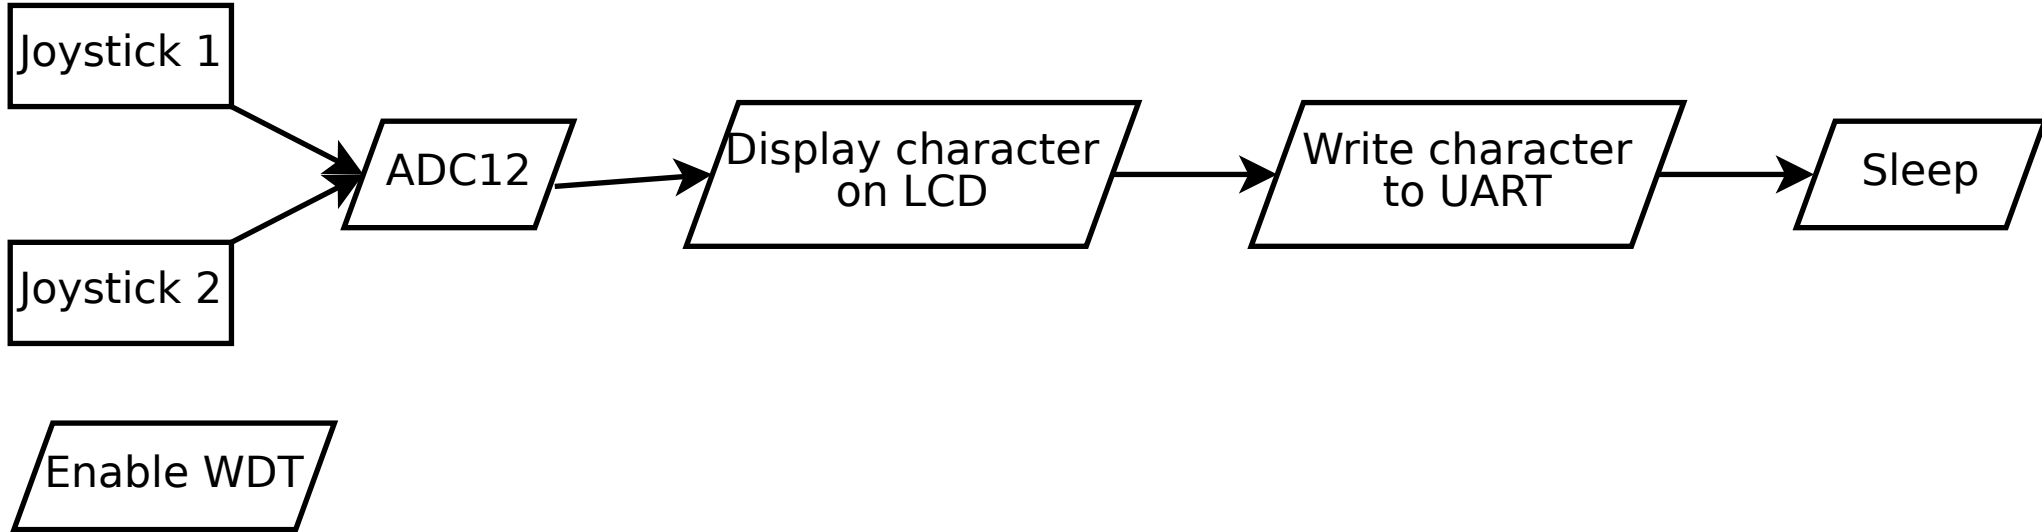 Joystick 1
Joystick 2
ADC12
Display character
on LCD
Write character
to UART
Sleep
Enable WDT